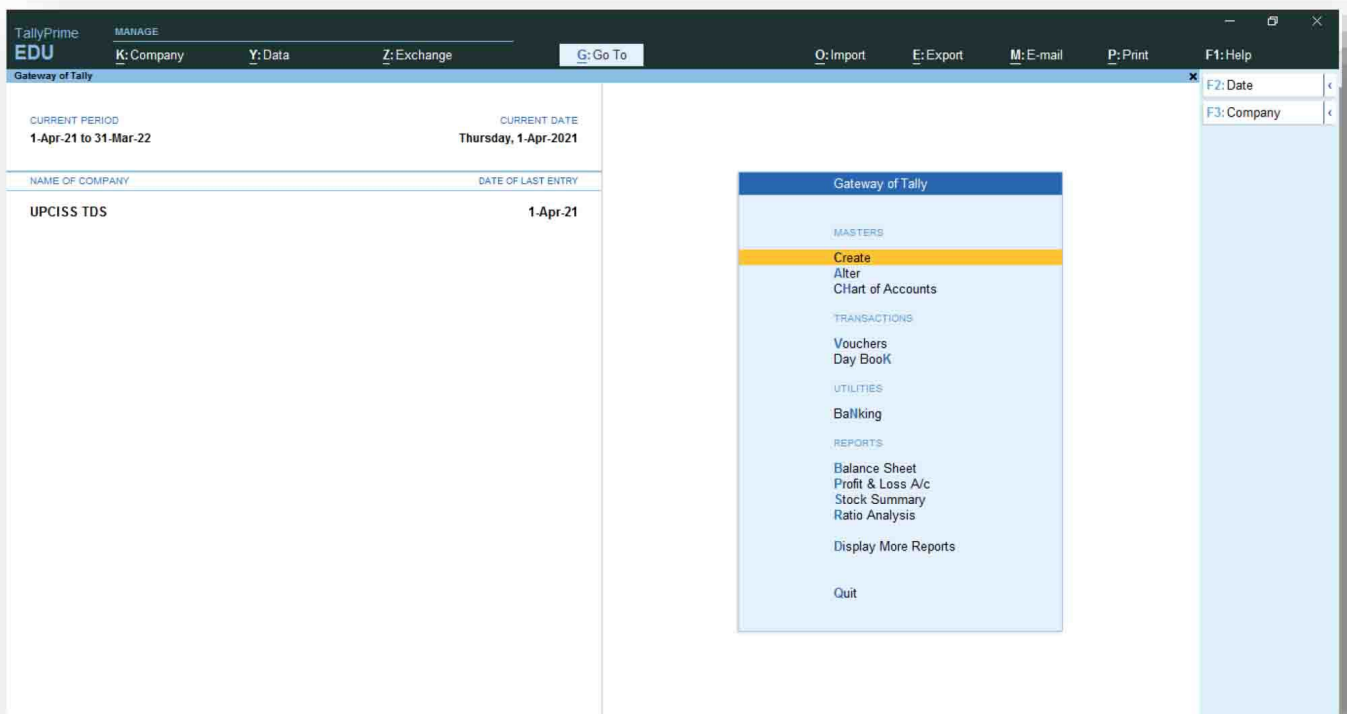 TallyPrime
EDU
MANAGE
K: Company Y: Data Z: Exchange G: Go To O: Import E: Export M: E-mail P: Print F1: Help
Gateway of Tally
F2: Date
F3: Company
CURRENT PERIOD CURRENT DATE
1-Apr-21 to 31-Mar-22 Thursday, 1-Apr-2021
NAME OF COMPANY DATE OF LAST ENTRY
UPCISS TDS 1-Apr-21
Gateway of Tally
MASTERS
Create
Alter
CHart of Accounts
TRANSACTIONS
Vouchers
Day BooK
UTILITIES
BaNking
REPORTS
Balance Sheet
Profit & Loss A/c
Stock Summary
Ratio Analysis
Display More Reports
Quit